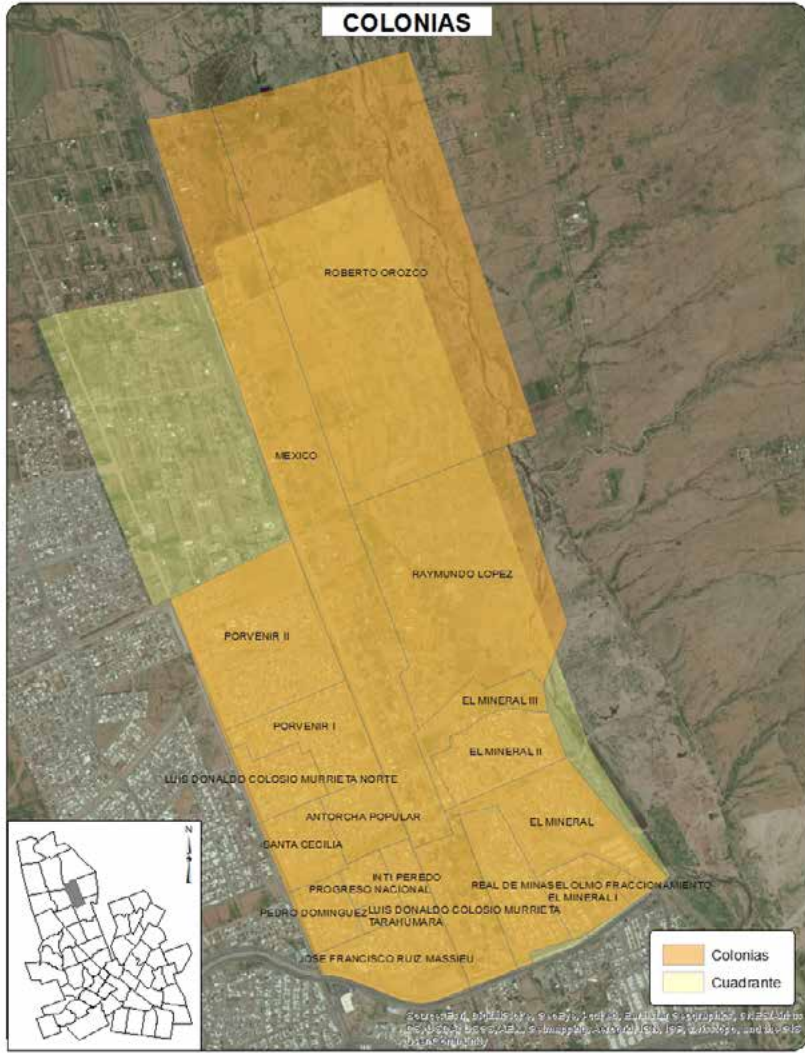 COLONIAS
ROBERTO OROZCO
MEXICO
RAYMUNDO LOPEZ
PORVENIR II
EL MINERAL III
PORVENIR I
EL MINERAL II
LUIS DONALDO COLOSIO MURRIETA NORTE
ANTORCHA POPULAR
EL MINERAL
SANTA CECILIA
INTI PEREDO
PROGRESO NACIONAL
REAL DE MINAS EL OLMO FRACCIONAMIENTO
EL MINERAL I
PEDRO DOMINGUEZ
LUIS DONALDO COLOSIO MURRIETA
TARAHUMARA
JOSE FRANCISCO RUIZ MASSIEU
N
Colonias
Cuadrante